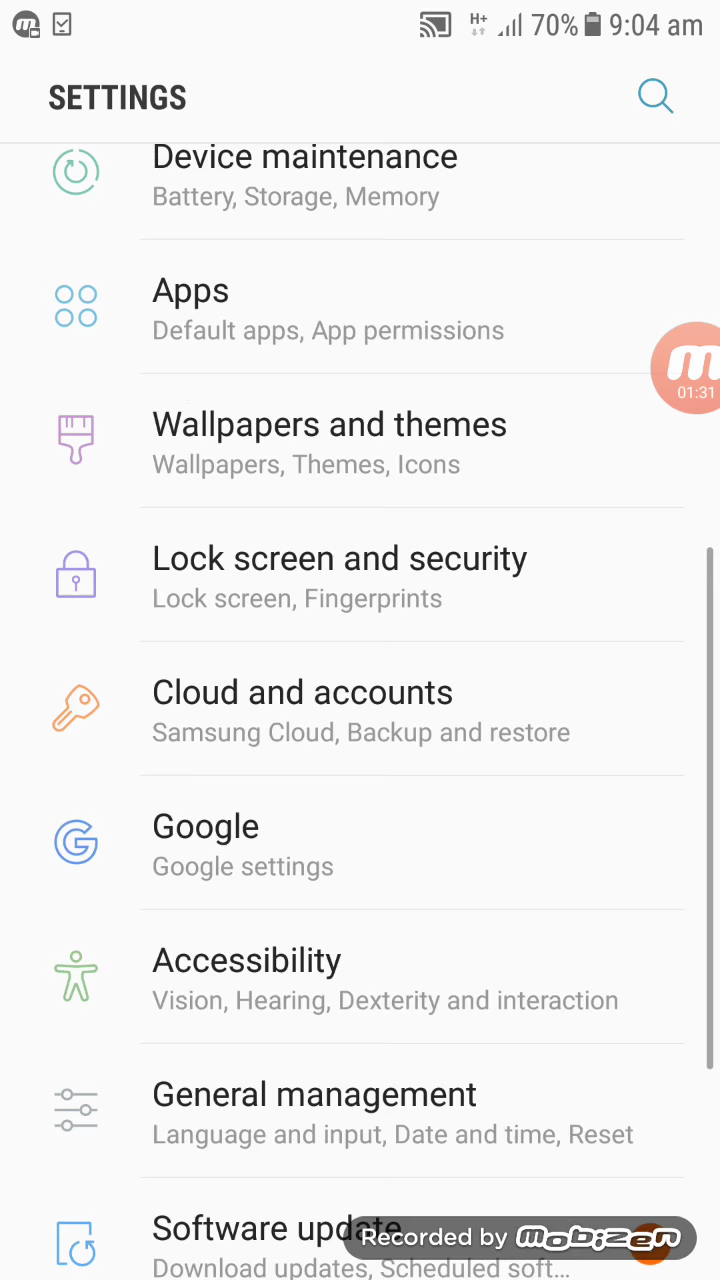 H+ 70% 9:04 am
SETTINGS
Device maintenance
Battery, Storage, Memory
Apps
Default apps, App permissions
01:31
Wallpapers and themes
Wallpapers, Themes, Icons
Lock screen and security
Lock screen, Fingerprints
Cloud and accounts
Samsung Cloud, Backup and restore
Google
Google settings
Accessibility
Vision, Hearing, Dexterity and interaction
General management
Language and input, Date and time, Reset
Software update
Recorded by mobizen
Download updates, Scheduled soft...